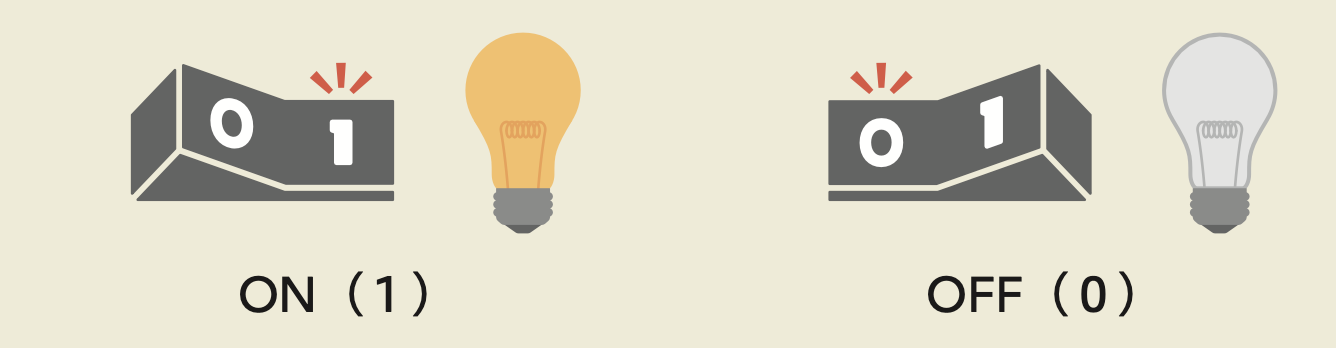 0 1
0 1
ON（1）
OFF（0）